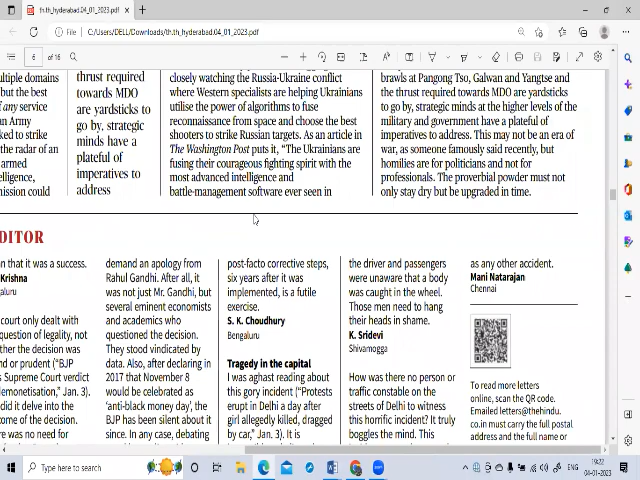 th.th_hyderabad.04_01_2023.pdf
File
C:/Users/DELL/Downloads/th.th_hyderabad.04_01_2023.pdf
6 of 16
ultiple domains
but the best
of any service
an Army
ked to strike
the radar of an
armed
elligence,
mission could
thrust required
towards MDO
are yardsticks to
go by, strategic
minds have a
plateful of
imperatives to
address
closely watching the Russia-Ukraine conflict
where Western specialists are helping Ukrainians
utilise the power of algorithms to fuse
reconnaissance from space and choose the best
shooters to strike Russian targets. As an article in
The Washington Post puts it, “The Ukrainians are
fusing their courageous fighting spirit with the
most advanced intelligence and
battle-management software ever seen in
brawls at Pangong Tso, Galwan and Yangtse and
the thrust required towards MDO are yardsticks
to go by, strategic minds at the higher levels of the
military and government have a plateful of
imperatives to address. This may not be an era of
war, as someone famously said recently, but
homilies are for politicians and not for
professionals. The proverbial powder must not
only stay dry but be upgraded in time.
DITOR
n that it was a success.
Krishna
galuru
court only dealt with
question of legality, not
ther the decision was
nd or prudent (“BJP
s Supreme Court verdict
emonetisation,” Jan. 3).
did it delve into the
come of the decision.
re was no need for
demand an apology from
Rahul Gandhi. After all, it
was not just Mr. Gandhi, but
several eminent economists
and academics who
questioned the decision.
They stood vindicated by
data. Also, after declaring in
2017 that November 8
would be celebrated as
‘anti-black money day’, the
BJP has been silent about it
since. In any case, debating
post-facto corrective steps,
six years after it was
implemented, is a futile
exercise.
S. K. Choudhury
Bengaluru
Tragedy in the capital
I was aghast reading about
this gory incident (“Protests
erupt in Delhi a day after
girl allegedly killed, dragged
by car,” Jan. 3). It is
the driver and passengers
were unaware that a body
was caught in the wheel.
Those men need to hang
their heads in shame.
K. Sridevi
Shivamogga
How was there no person or
traffic constable on the
streets of Delhi to witness
this horrific incident? It truly
boggles the mind. This
as any other accident.
Mani Natarajan
Chennai
To read more letters
online, scan the QR code.
Emailed letters@thehindu.
co.in must carry the full postal
address and the full name or
Type here to search
ENG
19:22
04-01-2023